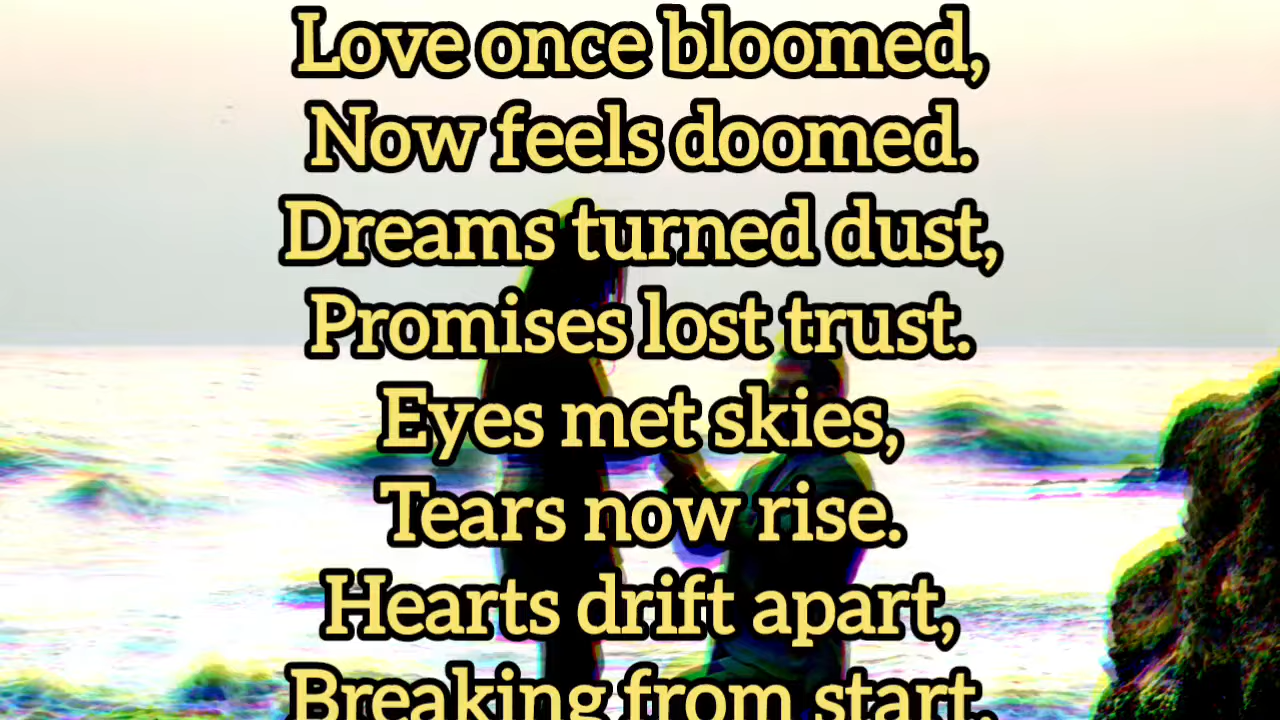 Love once bloomed,
Now feels doomed.
Dreams turned dust,
Promises lost trust.
Eyes met skies,
Tears now rise.
Hearts drift apart,
Breaking from start.